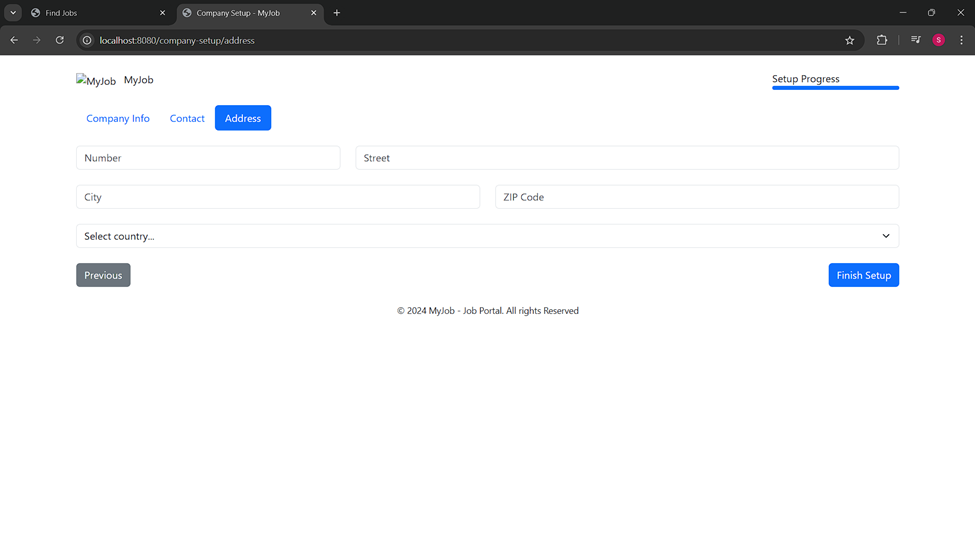 Find Jobs
Company Setup - MyJob
localhost:8080/company-setup/address
S
MyJob MyJob
Setup Progress
Company Info Contact Address
Number Street
City ZIP Code
Select country...
Previous Finish Setup
© 2024 MyJob - Job Portal. All rights Reserved